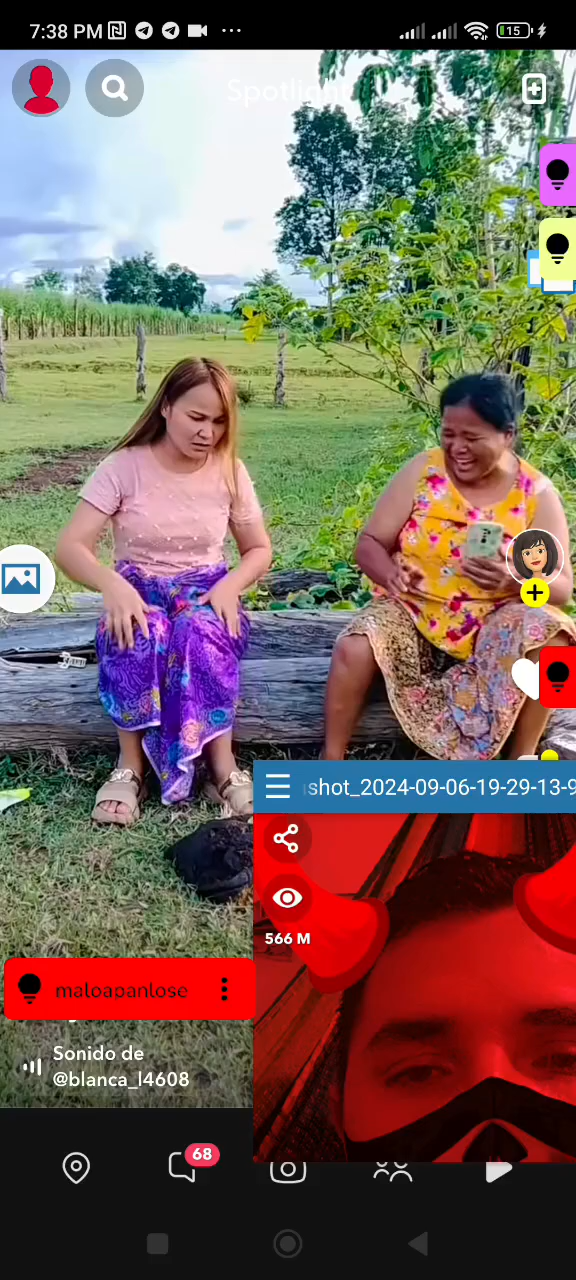 7:38 PM
15
Spotlight
shot_2024-09-06-19-29-13-9
566 M
maloapanlose
Sonido de
@blanca_l4608
68